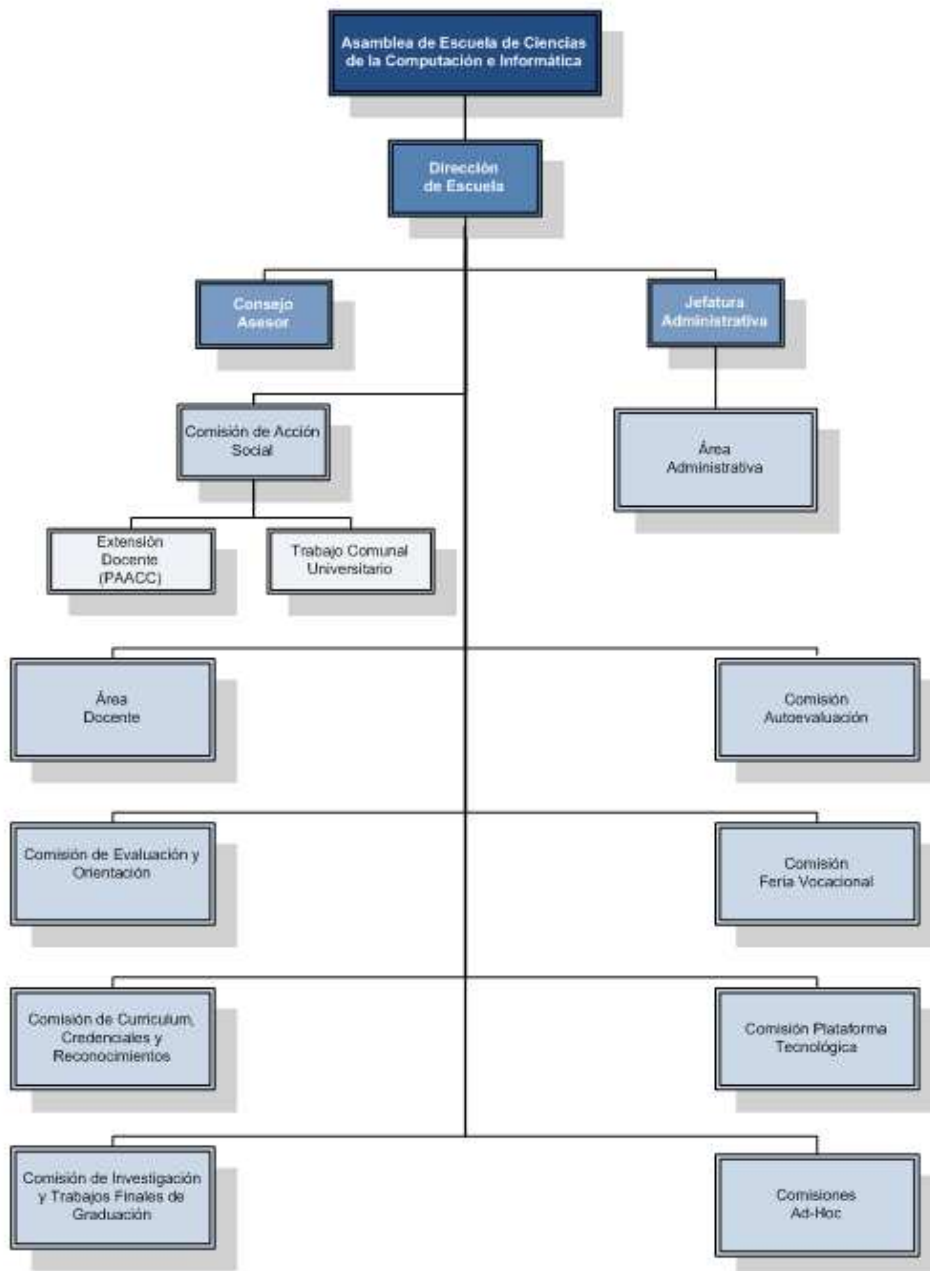 Asamblea de Escuela de Ciencias
de la Computación e Informática
Dirección
de Escuela
Consejo
Asesor
Jefatura
Administrativa
Comisión de Acción
Social
Área
Administrativa
Extensión
Docente
(PAACC)
Trabajo Comunal
Universitario
Área
Docente
Comisión
Autoevaluación
Comisión de Evaluación y
Orientación
Comisión
Feria Vocacional
Comisión de Curriculum,
Credenciales y
Reconocimientos
Comisión Plataforma
Tecnológica
Comisión de Investigación
y Trabajos Finales de
Graduación
Comisiones
Ad-Hoc